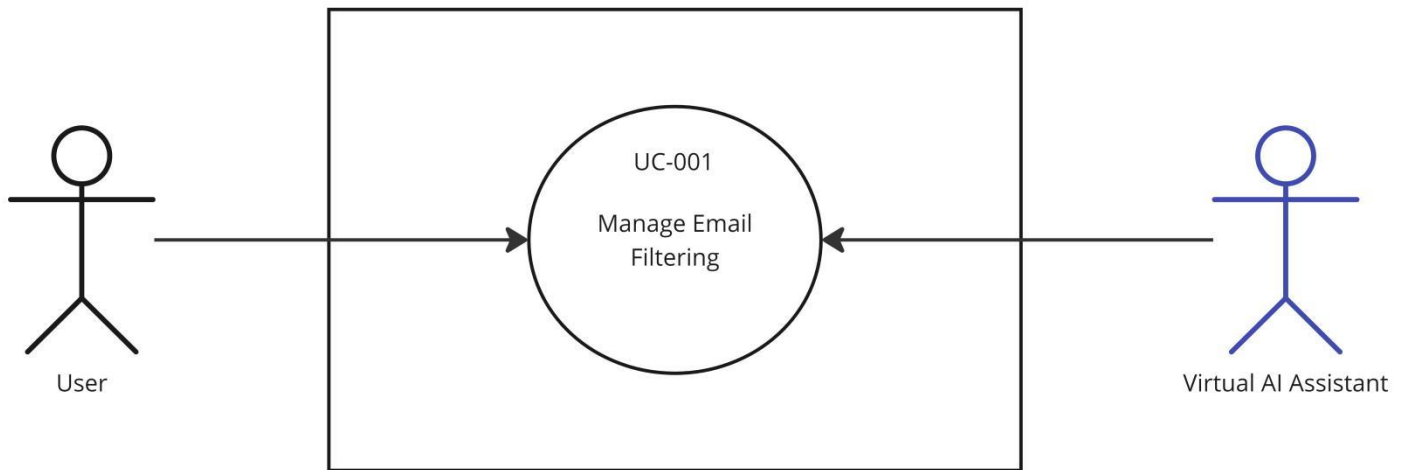 UC-001
Manage Email
Filtering
User
Virtual AI Assistant